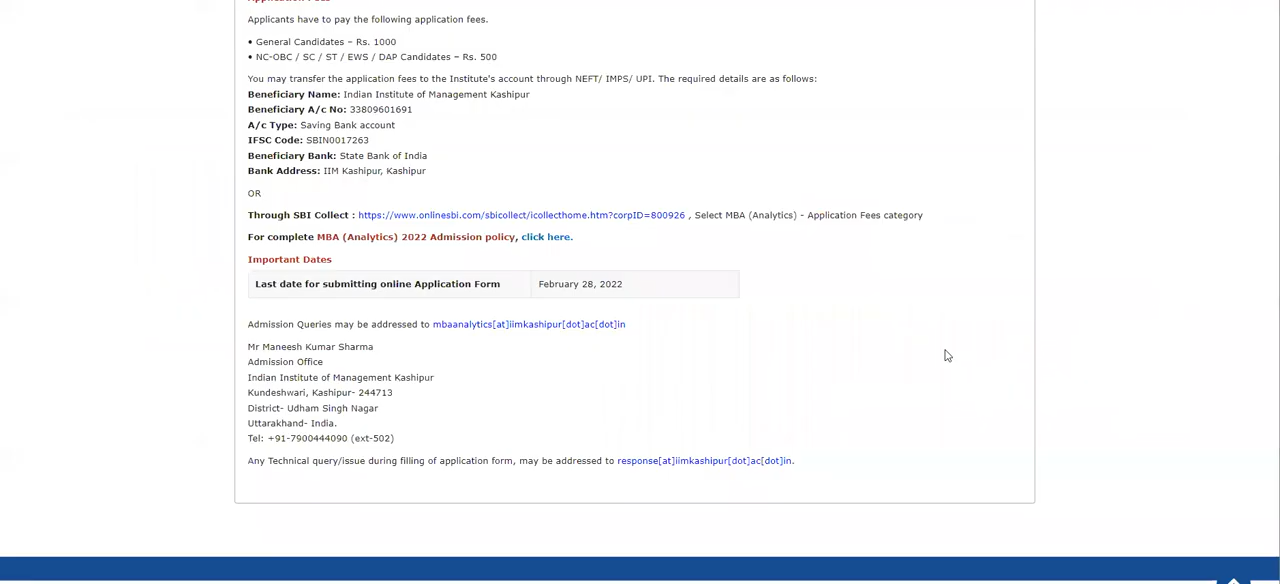 Applicants have to pay the following application fees.
• General Candidates – Rs. 1000
• NC-OBC / SC / ST / EWS / DAP Candidates – Rs. 500
You may transfer the application fees to the Institute's account through NEFT/ IMPS/ UPI. The required details are as follows:
Beneficiary Name: Indian Institute of Management Kashipur
Beneficiary A/c No: 33809601691
A/c Type: Saving Bank account
IFSC Code: SBIN0017263
Beneficiary Bank: State Bank of India
Bank Address: IIM Kashipur, Kashipur
OR
Through SBI Collect : https://www.onlinesbi.com/sbicollect/icollecthome.htm?corpID=800926 , Select MBA (Analytics) - Application Fees category
For complete MBA (Analytics) 2022 Admission policy, click here.
Important Dates
Last date for submitting online Application Form February 28, 2022
Admission Queries may be addressed to mbaanalytics[at]iimkashipur[dot]ac[dot]in
Mr Maneesh Kumar Sharma
Admission Office
Indian Institute of Management Kashipur
Kundeshwari, Kashipur- 244713
District- Udham Singh Nagar
Uttarakhand- India.
Tel: +91-7900444090 (ext-502)
Any Technical query/issue during filling of application form, may be addressed to response[at]iimkashipur[dot]ac[dot]in.